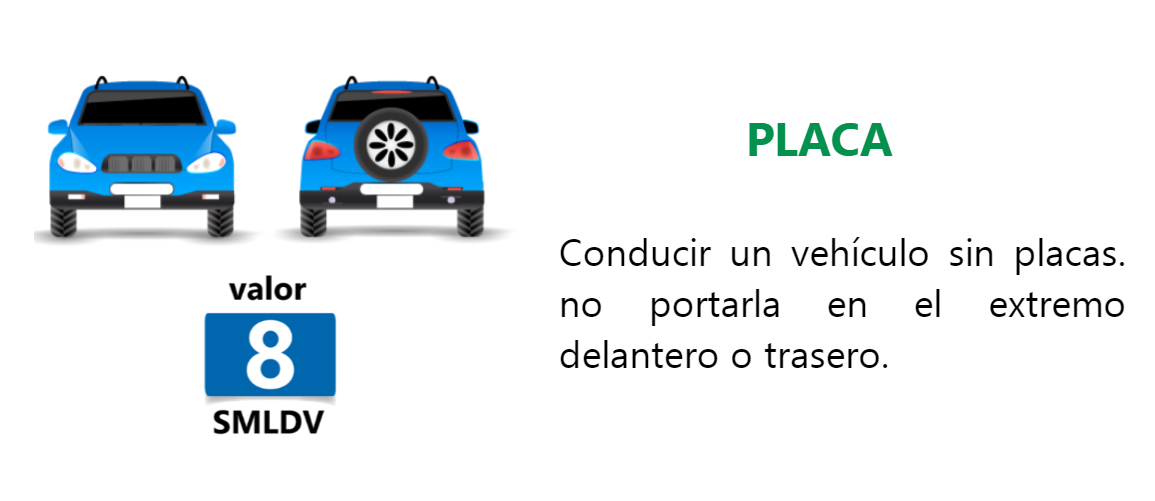 PLACA
Conducir un vehículo sin placas.
no portarla en el extremo
delantero o trasero.
valor
8
SMLDV